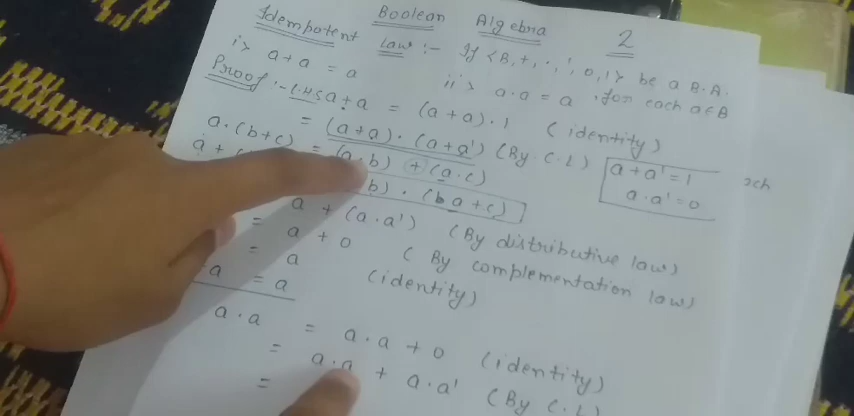 Boolean Algebra 2
Idempotent law :- If <B, +, ·, ', 0, 1> be a B.A.
i> a+a = a ii> a·a = a . for each a∈B
Proof :- L.H.S a+a = (a+a)·1 (identity)
= (a+a)·(a+a') (By C.L) a+a' = 1
a·a' = 0
a·(b+c) = (a·b) + (a·c)
a + b)·( a+c)
= a + (a·a') (By distributive law)
= a + 0 ( By complementation law)
a = a (identity)
a·a = a·a + 0 (identity)
= a·a + a·a' (By C.L)
=